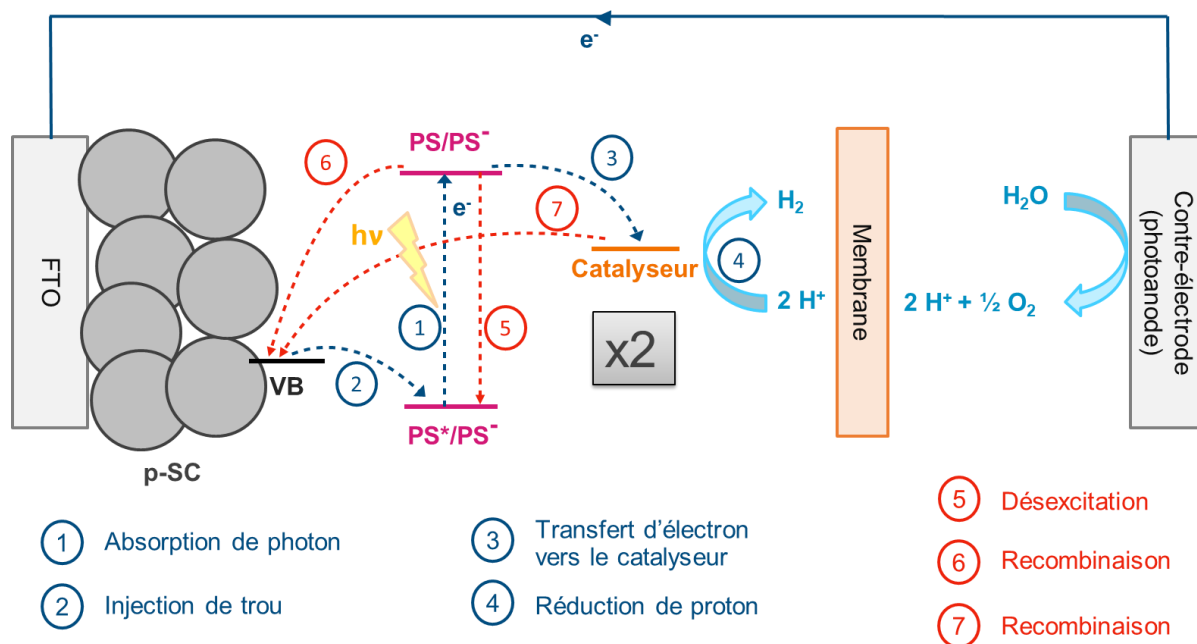 e⁻
FTO
p-SC
VB
6
PS/PS⁻
3
e⁻
7
hν
1
5
2
PS*/PS⁻
Catalyseur
x2
4
H₂
2 H⁺
Membrane
H₂O
2 H⁺ + ½ O₂
Contre-électrode
(photoanode)
1 Absorption de photon
2 Injection de trou
3 Transfert d’électron
vers le catalyseur
4 Réduction de proton
5 Désexcitation
6 Recombinaison
7 Recombinaison